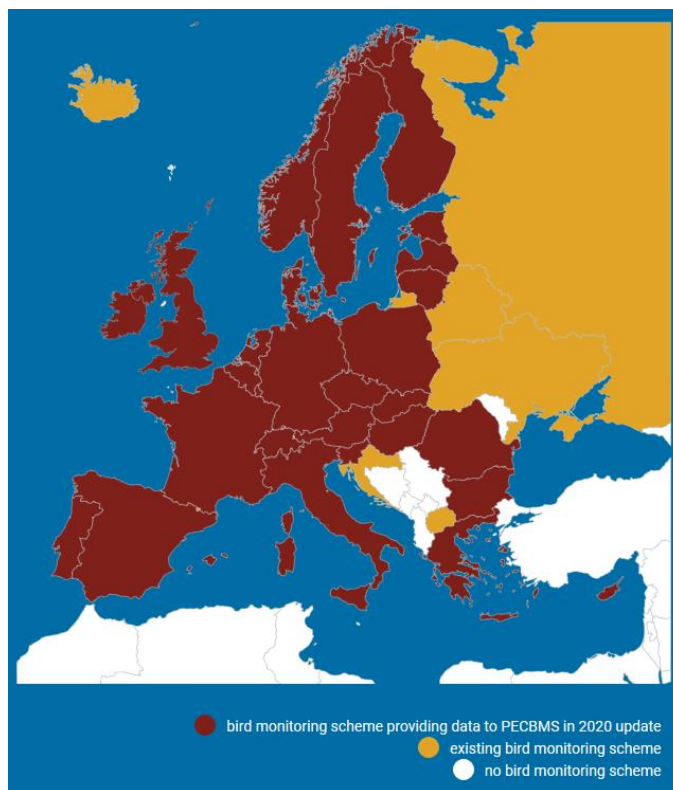 bird monitoring scheme providing data to PECBMS in 2020 update
existing bird monitoring scheme
no bird monitoring scheme